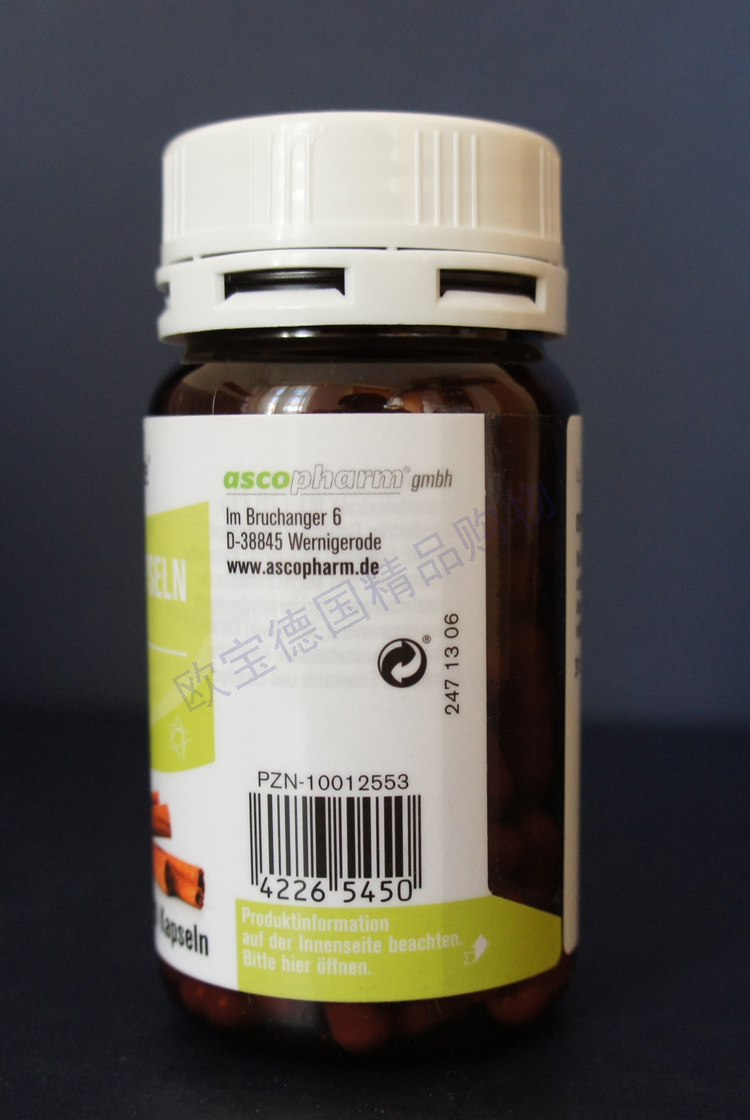 ascopharm® gmbh
Im Bruchanger 6
D-38845 Wernigerode
www.ascopharm.de
欧宝德国精品购物
®
247 13 06
PZN-10012553
4226 5450
Produktinformation
auf der Innenseite beachten.
Bitte hier öffnen.
SELN
Kapseln